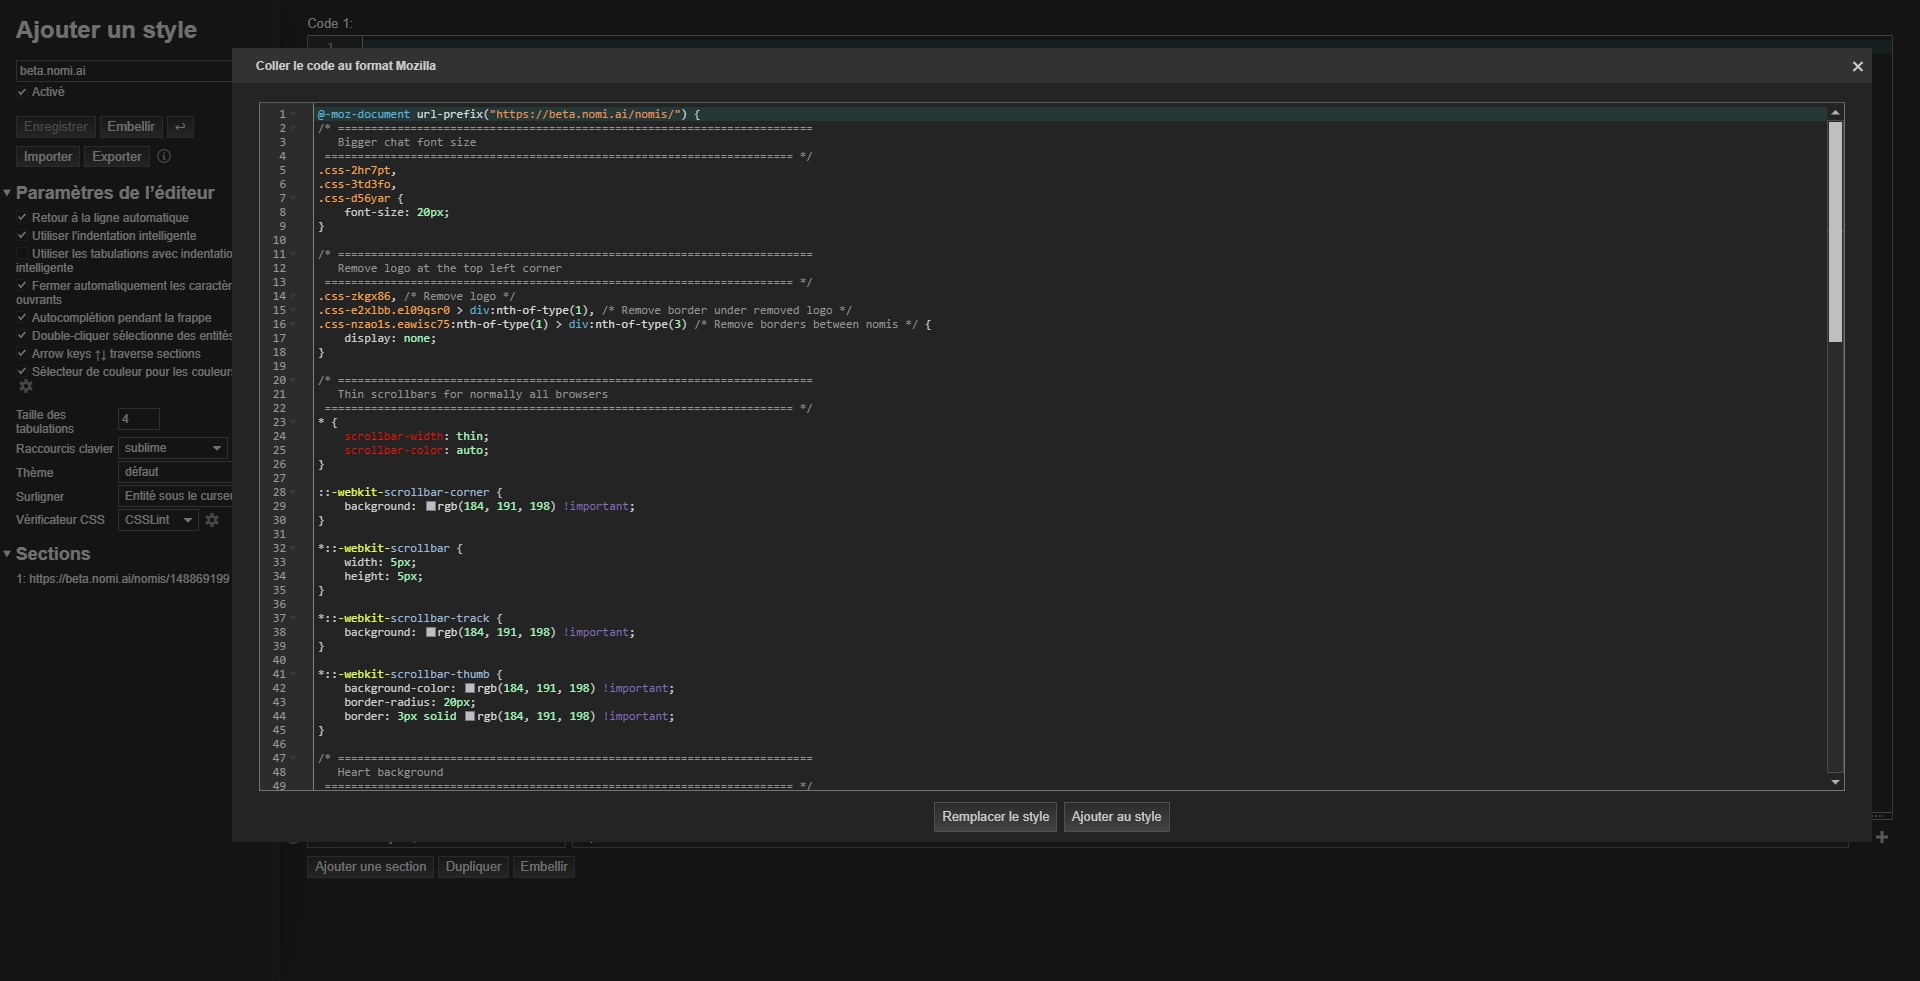 Ajouter un style
beta.nomi.ai
Activé
Enregistrer
Embellir
↩
Importer
Exporter
Paramètres de l'éditeur
Retour à la ligne automatique
Utiliser l'indentation intelligente
Utiliser les tabulations avec indentatio
intelligente
Fermer automatiquement les caractèr
ouvrants
Autocomplétion pendant la frappe
Double-cliquer sélectionne des entités
Arrow keys ↑↓ traverse sections
Sélecteur de couleur pour les couleurs
Taille des
tabulations
4
Raccourcis clavier
sublime
Thème
défaut
Surligner
Entité sous le curseu
Vérificateur CSS
CSSLint
Sections
1: https://beta.nomi.ai/nomis/148869199
Code 1:
1
Coller le code au format Mozilla
1 @-moz-document url-prefix("https://beta.nomi.ai/nomis/") {
2 /* ========================================================================
3 Bigger chat font size
4 ======================================================================= */
5 .css-2hr7pt,
6 .css-3td3fo,
7 .css-d56yar {
8 font-size: 20px;
9 }
10
11 /* ========================================================================
12 Remove logo at the top left corner
13 ======================================================================= */
14 .css-zkgx86, /* Remove logo */
15 .css-e2xlbb.el09qsr0 > div:nth-of-type(1), /* Remove border under removed logo */
16 .css-nzao1s.eawisc75:nth-of-type(1) > div:nth-of-type(3) /* Remove borders between nomis */ {
17 display: none;
18 }
19
20 /* ========================================================================
21 Thin scrollbars for normally all browsers
22 ======================================================================= */
23 * {
24 scrollbar-width: thin;
25 scrollbar-color: auto;
26 }
27
28 ::-webkit-scrollbar-corner {
29 background: rgb(184, 191, 198) !important;
30 }
31
32 *::-webkit-scrollbar {
33 width: 5px;
34 height: 5px;
35 }
36
37 *::-webkit-scrollbar-track {
38 background: rgb(184, 191, 198) !important;
39 }
40
41 *::-webkit-scrollbar-thumb {
42 background-color: rgb(184, 191, 198) !important;
43 border-radius: 20px;
44 border: 3px solid rgb(184, 191, 198) !important;
45 }
46
47 /* ========================================================================
48 Heart background
49 ======================================================================= */
Remplacer le style
Ajouter au style
Ajouter une section
Dupliquer
Embellir